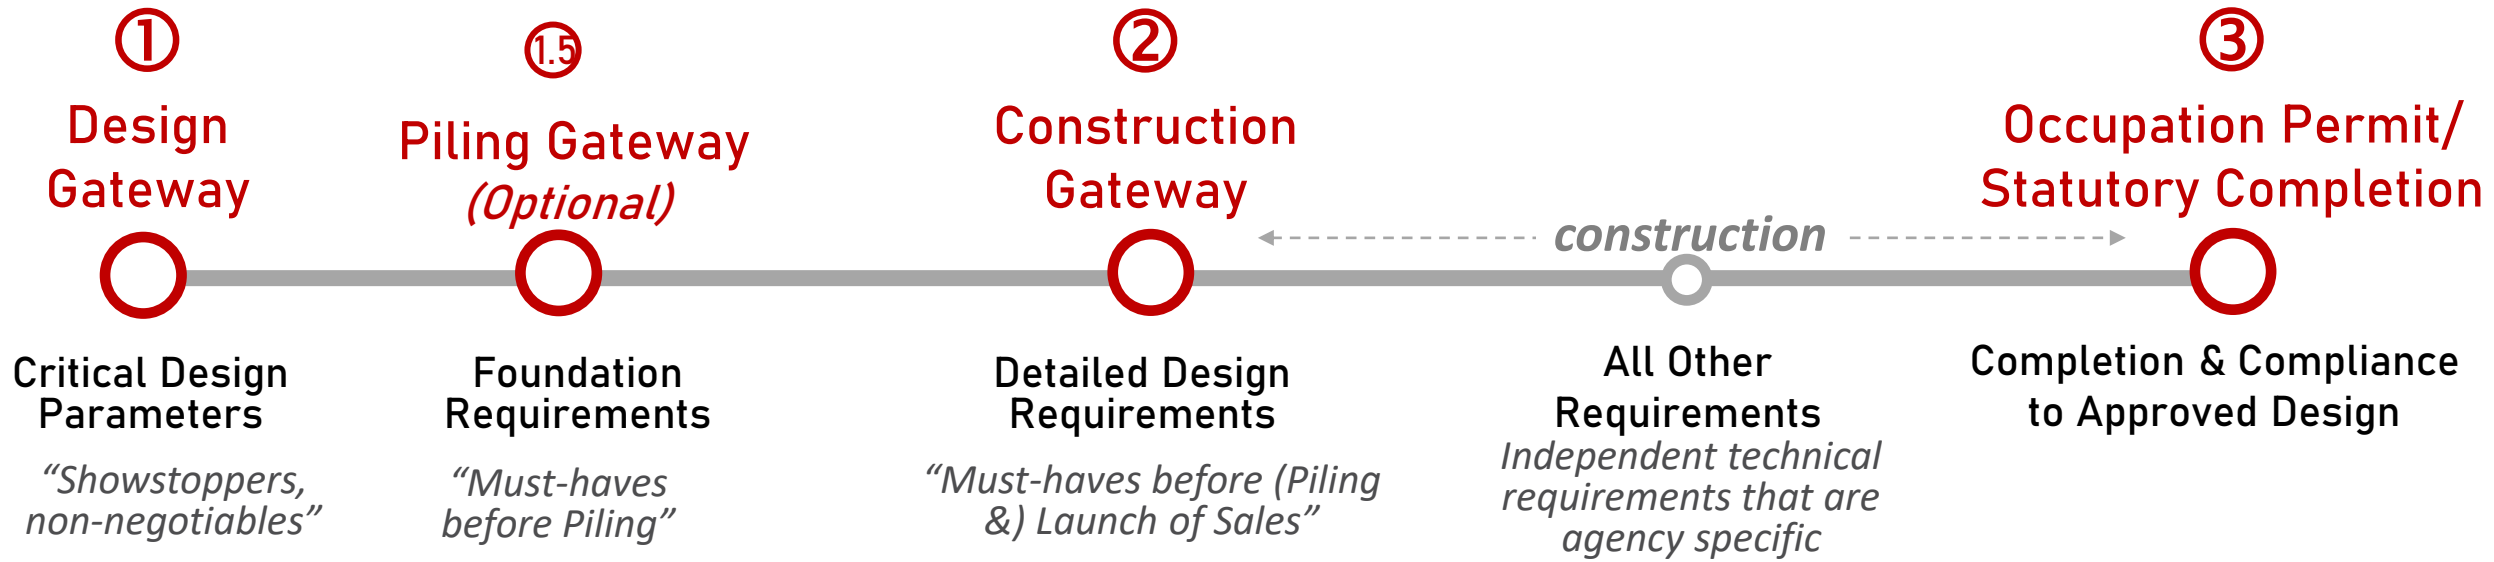 1
Design
Gateway
Critical Design
Parameters
“Showstoppers,
non-negotiables”
1.5
Piling Gateway
(Optional)
Foundation
Requirements
“Must-haves
before Piling”
2
Construction
Gateway
Detailed Design
Requirements
“Must-haves before (Piling
&) Launch of Sales”
construction
All Other
Requirements
Independent technical
requirements that are
agency specific
3
Occupation Permit/
Statutory Completion
Completion & Compliance
to Approved Design